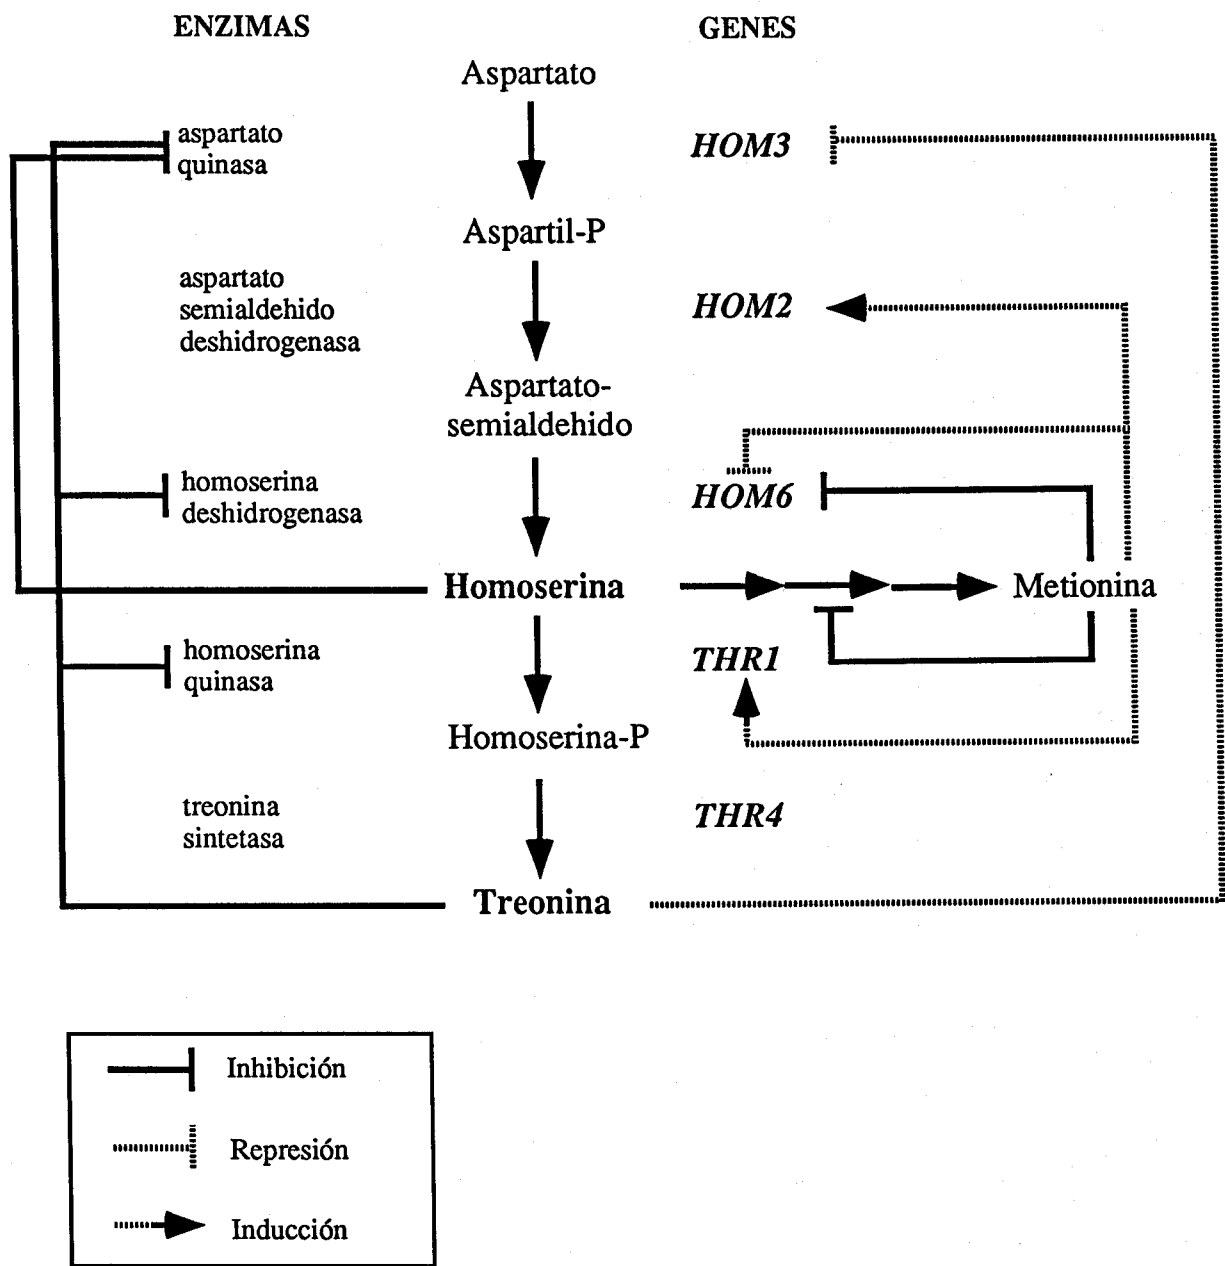 ENZIMAS
GENES
Aspartato
aspartato
quinasa
HOM3
Aspartil-P
aspartato
semialdehido
deshidrogenasa
HOM2
Aspartato-
semialdehido
homoserina
deshidrogenasa
HOM6
Homoserina
Metionina
homoserina
quinasa
THR1
Homoserina-P
treonina
sintetasa
THR4
Treonina
Inhibición
Represión
Inducción